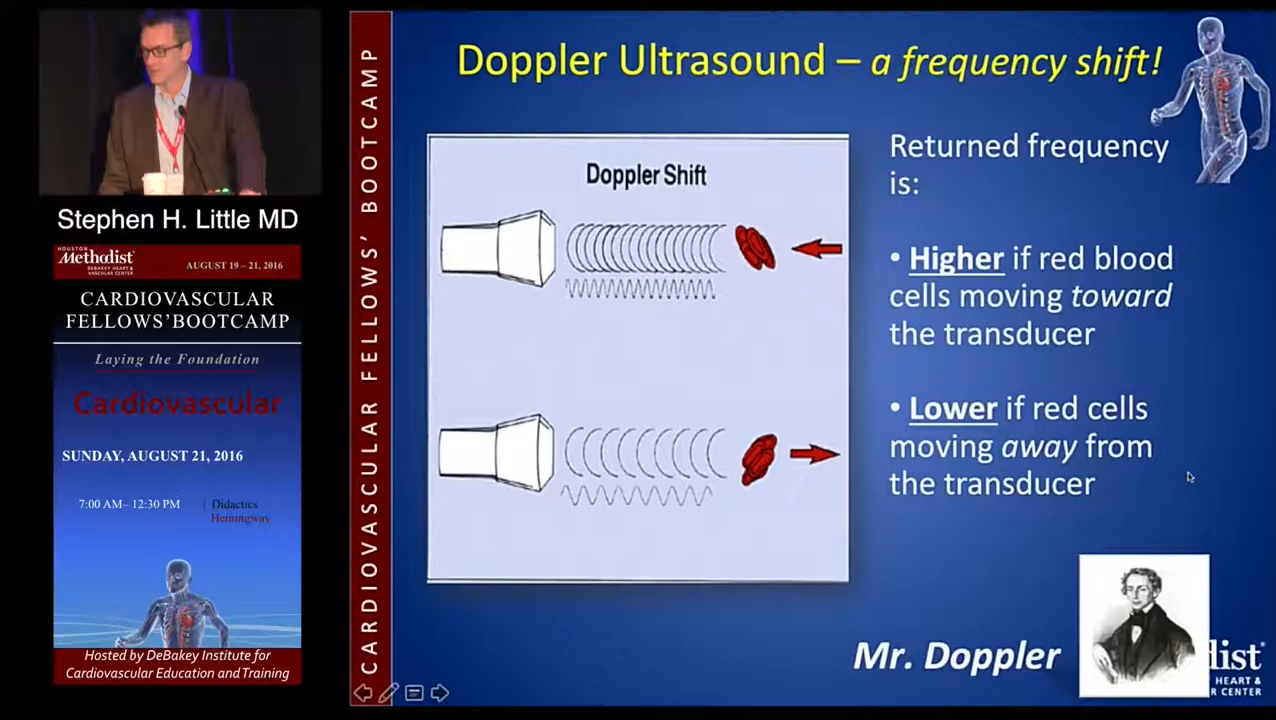 Stephen H. Little MD
HOUSTON
Methodist
DEBAKEY HEART &
VASCULAR CENTER
AUGUST 19 – 21, 2016
CARDIOVASCULAR
FELLOWS'BOOTCAMP
Laying the Foundation
Cardiovascular
SUNDAY, AUGUST 21, 2016
7:00 AM– 12:30 PM | Didactics
Hemingway
Hosted by DeBakey Institute for
Cardiovascular Education and Training
CARDIOVASCULAR FELLOWS' BOOTCAMP
Doppler Ultrasound – a frequency shift!
Doppler Shift
Returned frequency
is:
• Higher if red blood
cells moving toward
the transducer
• Lower if red cells
moving away from
the transducer
Mr. Doppler
dist
HEART &
R CENTER